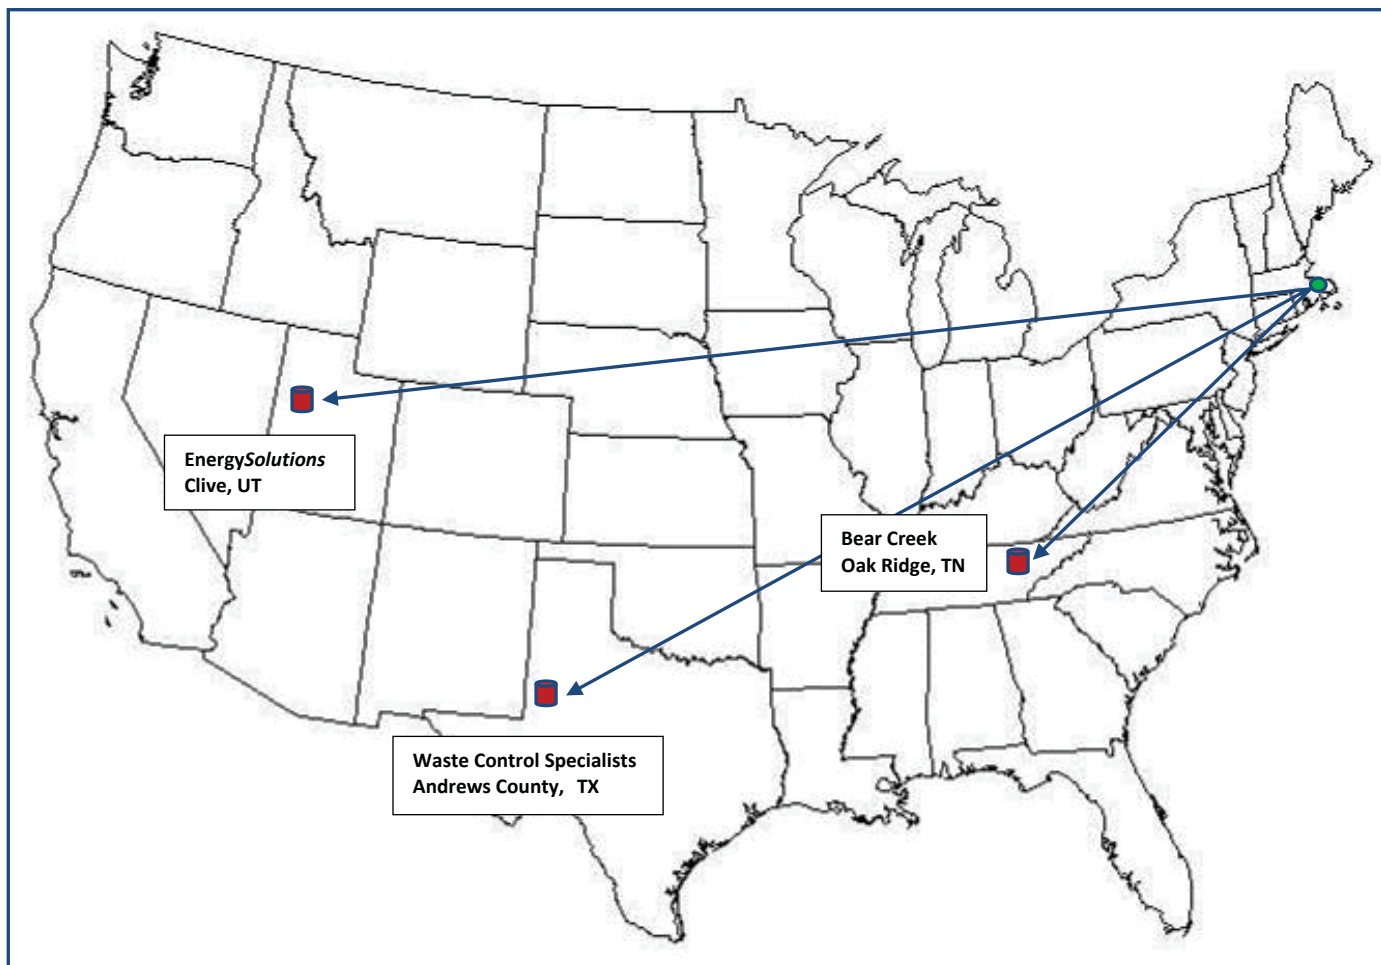 EnergySolutions
Clive, UT
Bear Creek
Oak Ridge, TN
Waste Control Specialists
Andrews County, TX